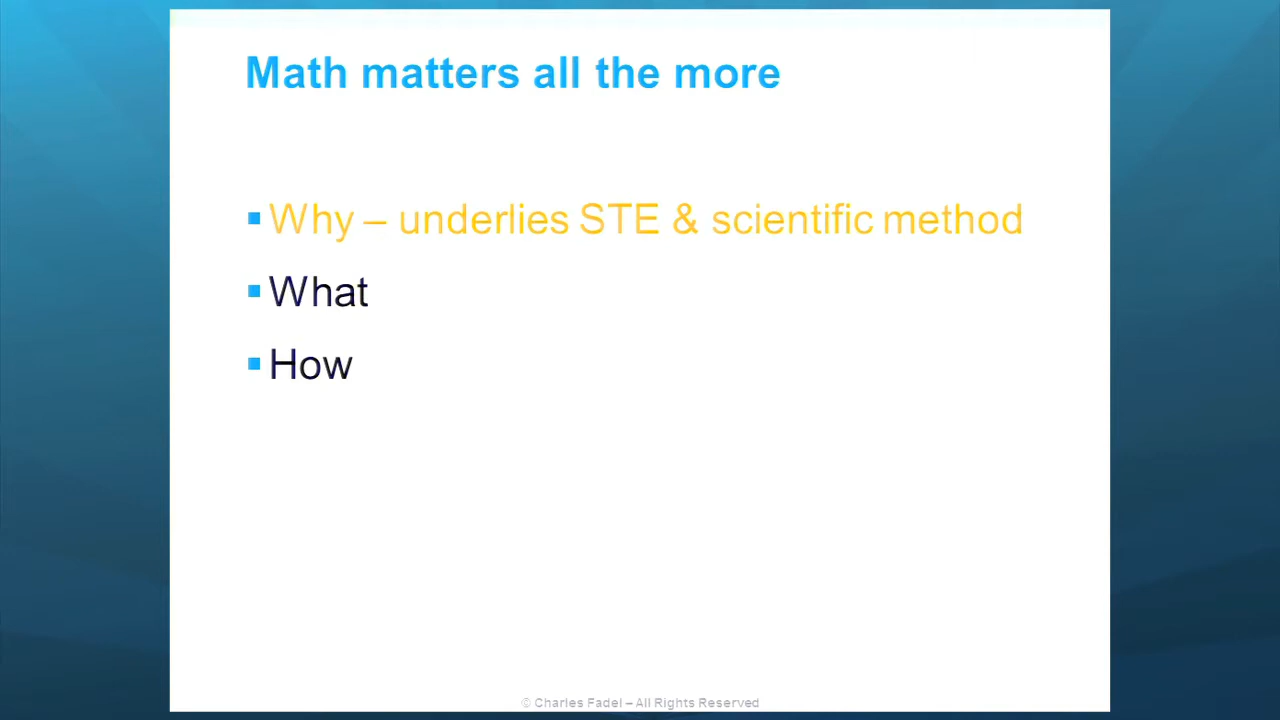 Math matters all the more
▪ Why – underlies STE & scientific method
▪ What
▪ How
© Charles Fadel – All Rights Reserved